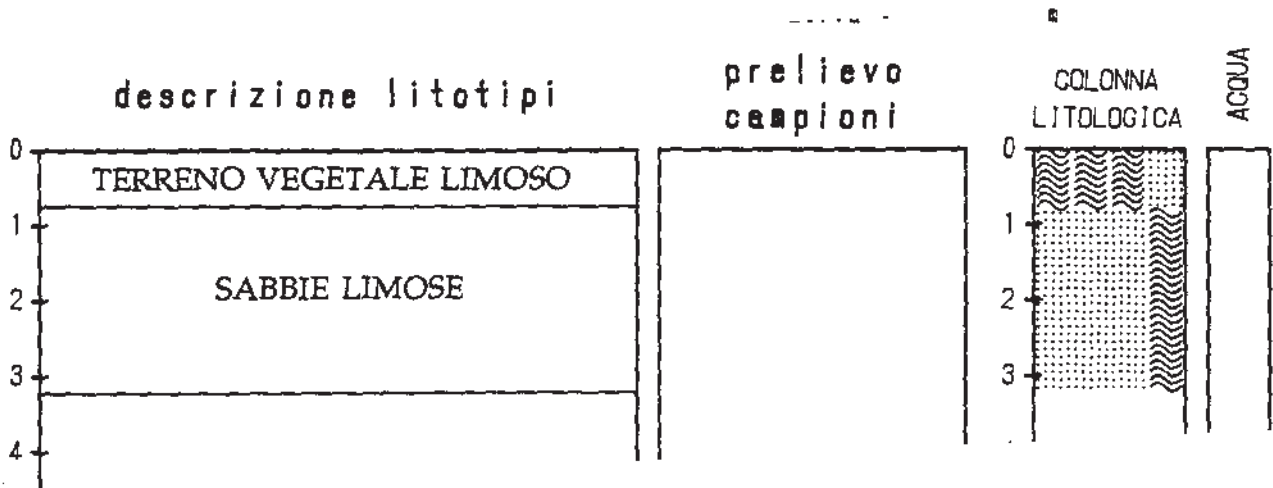 descrizione litotipi
prelievo
campioni
COLONNA
LITOLOGICA
ACQUA
0
TERRENO VEGETALE LIMOSO
1
SABBIE LIMOSE
2
3
4
0
1
2
3